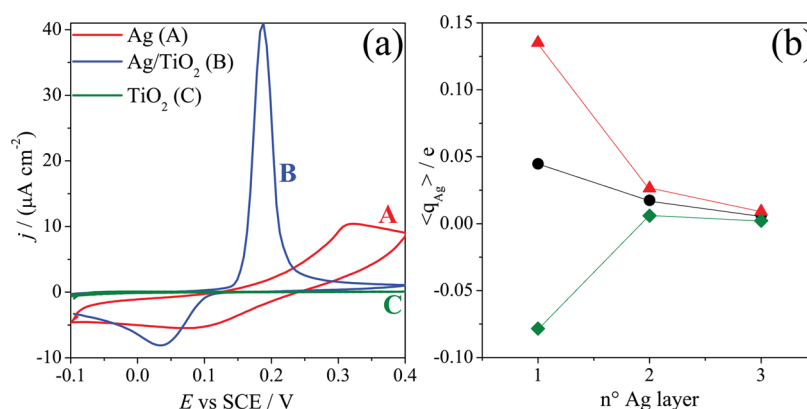 Ag (A)
Ag/TiO₂ (B)
TiO₂ (C)
(a)
B
A
C
40
30
20
10
0
-10
j / (μA cm⁻²)
-0.1
0.0
0.1
0.2
0.3
0.4
E vs SCE / V
(b)
0.15
0.10
0.05
0.00
-0.05
-0.10
<q_Ag> / e
1
2
3
n° Ag layer